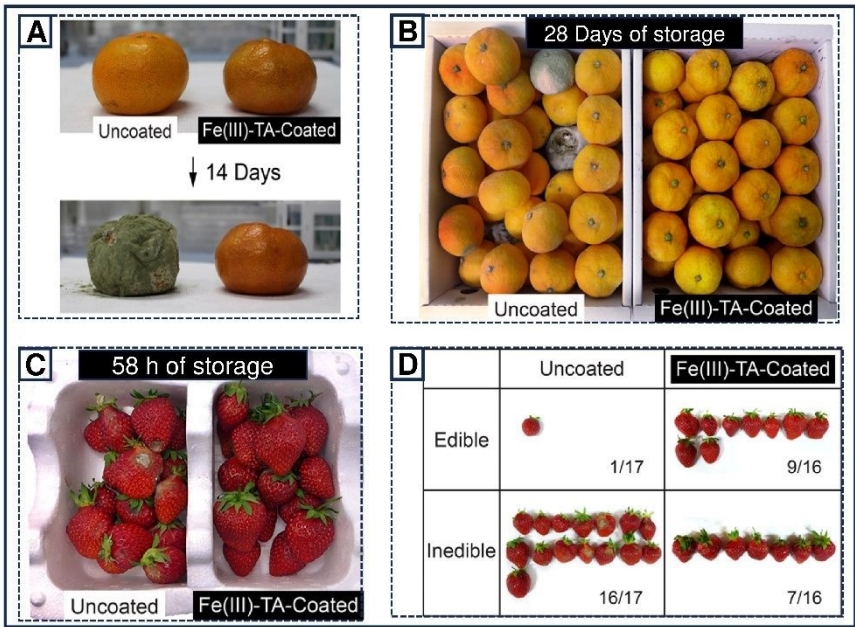 A
Uncoated
Fe(III)-TA-Coated
14 Days
B
28 Days of storage
Uncoated
Fe(III)-TA-Coated
C
58 h of storage
Uncoated
Fe(III)-TA-Coated
D
Uncoated
Fe(III)-TA-Coated
Edible
1/17
9/16
Inedible
16/17
7/16